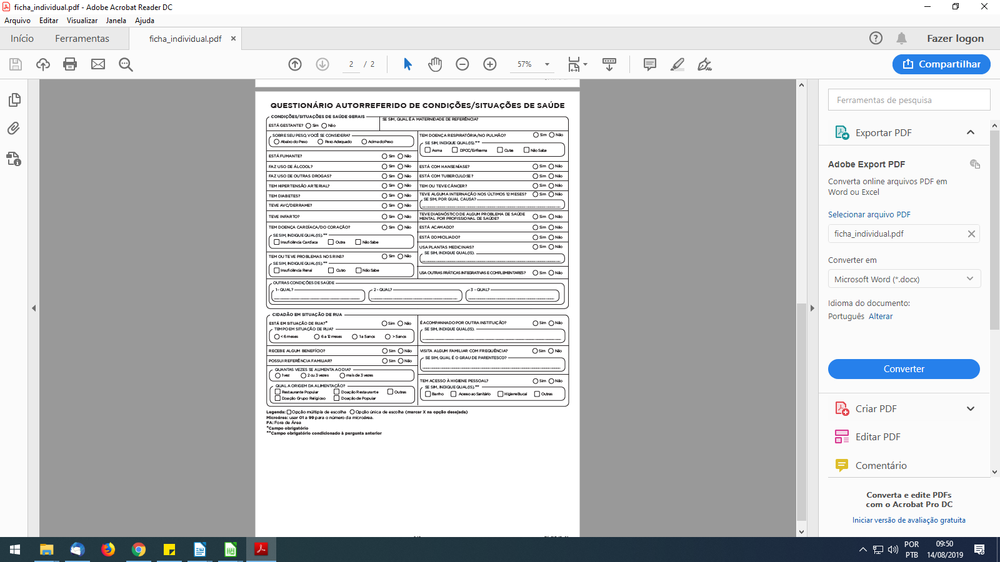 ficha_individual.pdf - Adobe Acrobat Reader DC
Arquivo Editar Visualizar Janela Ajuda
Início Ferramentas ficha_individual.pdf × Fazer logon
2 / 2 57% Compartilhar
QUESTIONÁRIO AUTORREFERIDO DE CONDIÇÕES/SITUAÇÕES DE SAÚDE
CONDIÇÕES/SITUAÇÕES DE SAÚDE GERAIS
ESTÁ GESTANTE? Sim Não
SE SIM, QUAL É A MATERNIDADE DE REFERÊNCIA?
SOBRE SEU PESO, VOCÊ SE CONSIDERA?
Abaixo do Peso Peso Adequado Acima do Peso
ESTÁ FUMANTE? Sim Não
FAZ USO DE ÁLCOOL? Sim Não
FAZ USO DE OUTRAS DROGAS? Sim Não
TEM HIPERTENSÃO ARTERIAL? Sim Não
TEM DIABETES? Sim Não
TEVE AVC/DERRAME? Sim Não
TEVE INFARTO? Sim Não
TEM DOENÇA CARDÍACA/DO CORAÇÃO? Sim Não
SE SIM, INDIQUE QUAL(IS).**
Insuficiência Cardíaca Outra Não Sabe
TEM OU TEVE PROBLEMAS NOS RINS? Sim Não
SE SIM, INDIQUE QUAL(IS).**
Insuficiência Renal Outro Não Sabe
TEM DOENÇA RESPIRATÓRIA/NO PULMÃO? Sim Não
SE SIM, INDIQUE QUAL(IS).**
Asma DPOC/Enfisema Outra Não Sabe
ESTÁ COM HANSENÍASE? Sim Não
ESTÁ COM TUBERCULOSE? Sim Não
TEM OU TEVE CÂNCER? Sim Não
TEVE ALGUMA INTERNAÇÃO NOS ÚLTIMOS 12 MESES? Sim Não
SE SIM, POR QUAL CAUSA?
TEVE DIAGNÓSTICO DE ALGUM PROBLEMA DE SAÚDE
MENTAL POR PROFISSIONAL DE SAÚDE? Sim Não
ESTÁ ACAMADO? Sim Não
ESTÁ DOMICILIADO? Sim Não
USA PLANTAS MEDICINAIS? Sim Não
SE SIM, INDIQUE QUAL(IS).
USA OUTRAS PRÁTICAS INTEGRATIVAS E COMPLEMENTARES? Sim Não
OUTRAS CONDIÇÕES DE SAÚDE
1 - QUAL? 2 - QUAL? 3 - QUAL?
CIDADÃO EM SITUAÇÃO DE RUA
ESTÁ EM SITUAÇÃO DE RUA?* Sim Não
TEMPO EM SITUAÇÃO DE RUA?
< 6 meses 6 a 12 meses 1 a 5 anos > 5 anos
RECEBE ALGUM BENEFÍCIO? Sim Não
POSSUI REFERÊNCIA FAMILIAR? Sim Não
QUANTAS VEZES SE ALIMENTA AO DIA?
1 vez 2 ou 3 vezes mais de 3 vezes
QUAL A ORIGEM DA ALIMENTAÇÃO?
Restaurante Popular Doação Restaurante Outras
Doação Grupo Religioso Doação de Popular
É ACOMPANHADO POR OUTRA INSTITUIÇÃO? Sim Não
SE SIM, INDIQUE QUAL(IS).
VISITA ALGUM FAMILIAR COM FREQUÊNCIA? Sim Não
SE SIM, QUAL É O GRAU DE PARENTESCO?
TEM ACESSO À HIGIENE PESSOAL? Sim Não
SE SIM, INDIQUE QUAL(IS).**
Banho Acesso ao Sanitário Higiene Bucal Outras
Legenda: Opção múltipla de escolha Opção única de escolha (marcar X na opção desejada)
Microárea: usar 01 a 99 para o número da microárea.
FA: Fora de Área
*Campo obrigatório
**Campo obrigatório condicionado à pergunta anterior
Ferramentas de pesquisa
Exportar PDF
Adobe Export PDF
Converta online arquivos PDF em
Word ou Excel
Selecionar arquivo PDF
ficha_individual.pdf
Converter em
Microsoft Word (*.docx)
Idioma do documento:
Português Alterar
Converter
Criar PDF
Editar PDF
Comentário
Converta e edite PDFs
com o Acrobat Pro DC
Iniciar versão de avaliação gratuita
POR 09:50
PTB 14/08/2019